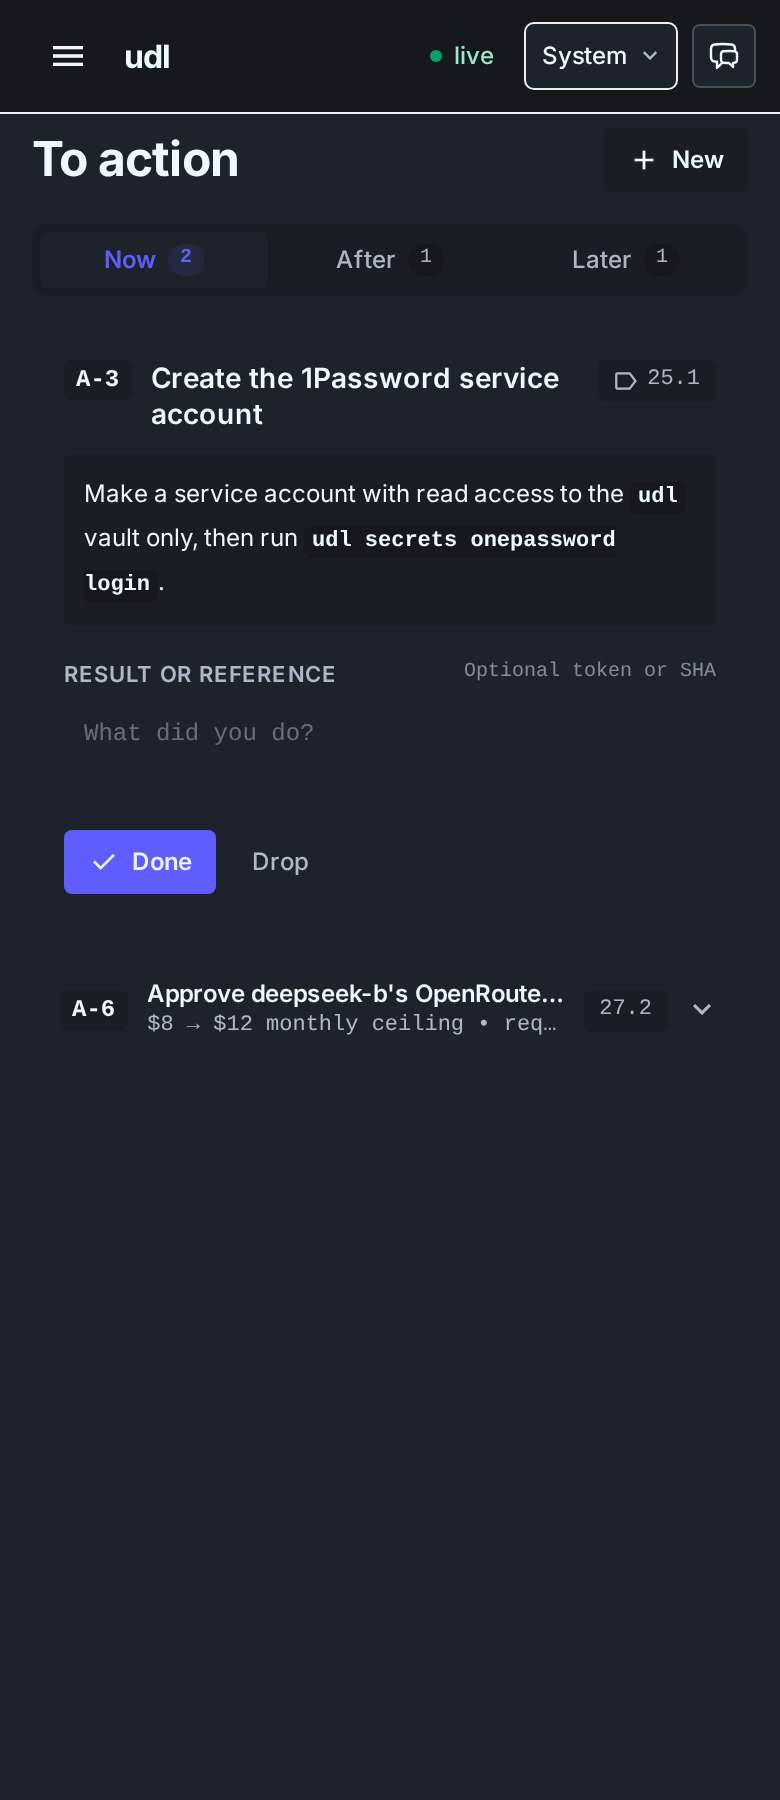 udl
live
System
To action
New
Now 2
After 1
Later 1
A-3
Create the 1Password service
account
25.1
Make a service account with read access to the udl
vault only, then run udl secrets onepassword
login.
RESULT OR REFERENCE
Optional token or SHA
What did you do?
Done
Drop
A-6
Approve deepseek-b's OpenRoute…
$8 → $12 monthly ceiling • req…
27.2